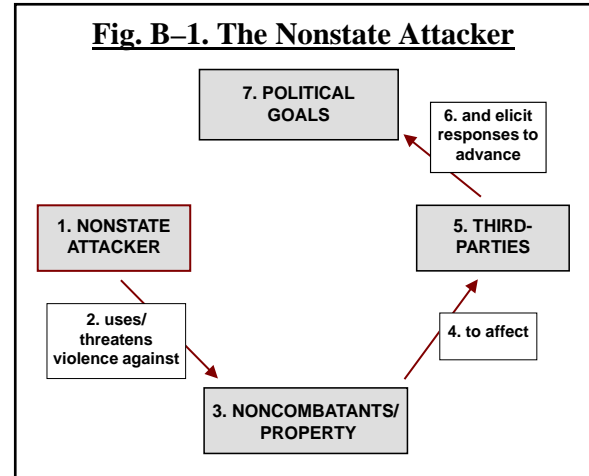 Fig. B–1. The Nonstate Attacker
7. POLITICAL
GOALS
6. and elicit
responses to
advance
1. NONSTATE
ATTACKER
5. THIRD-
PARTIES
2. uses/
threatens
violence against
4. to affect
3. NONCOMBATANTS/
PROPERTY